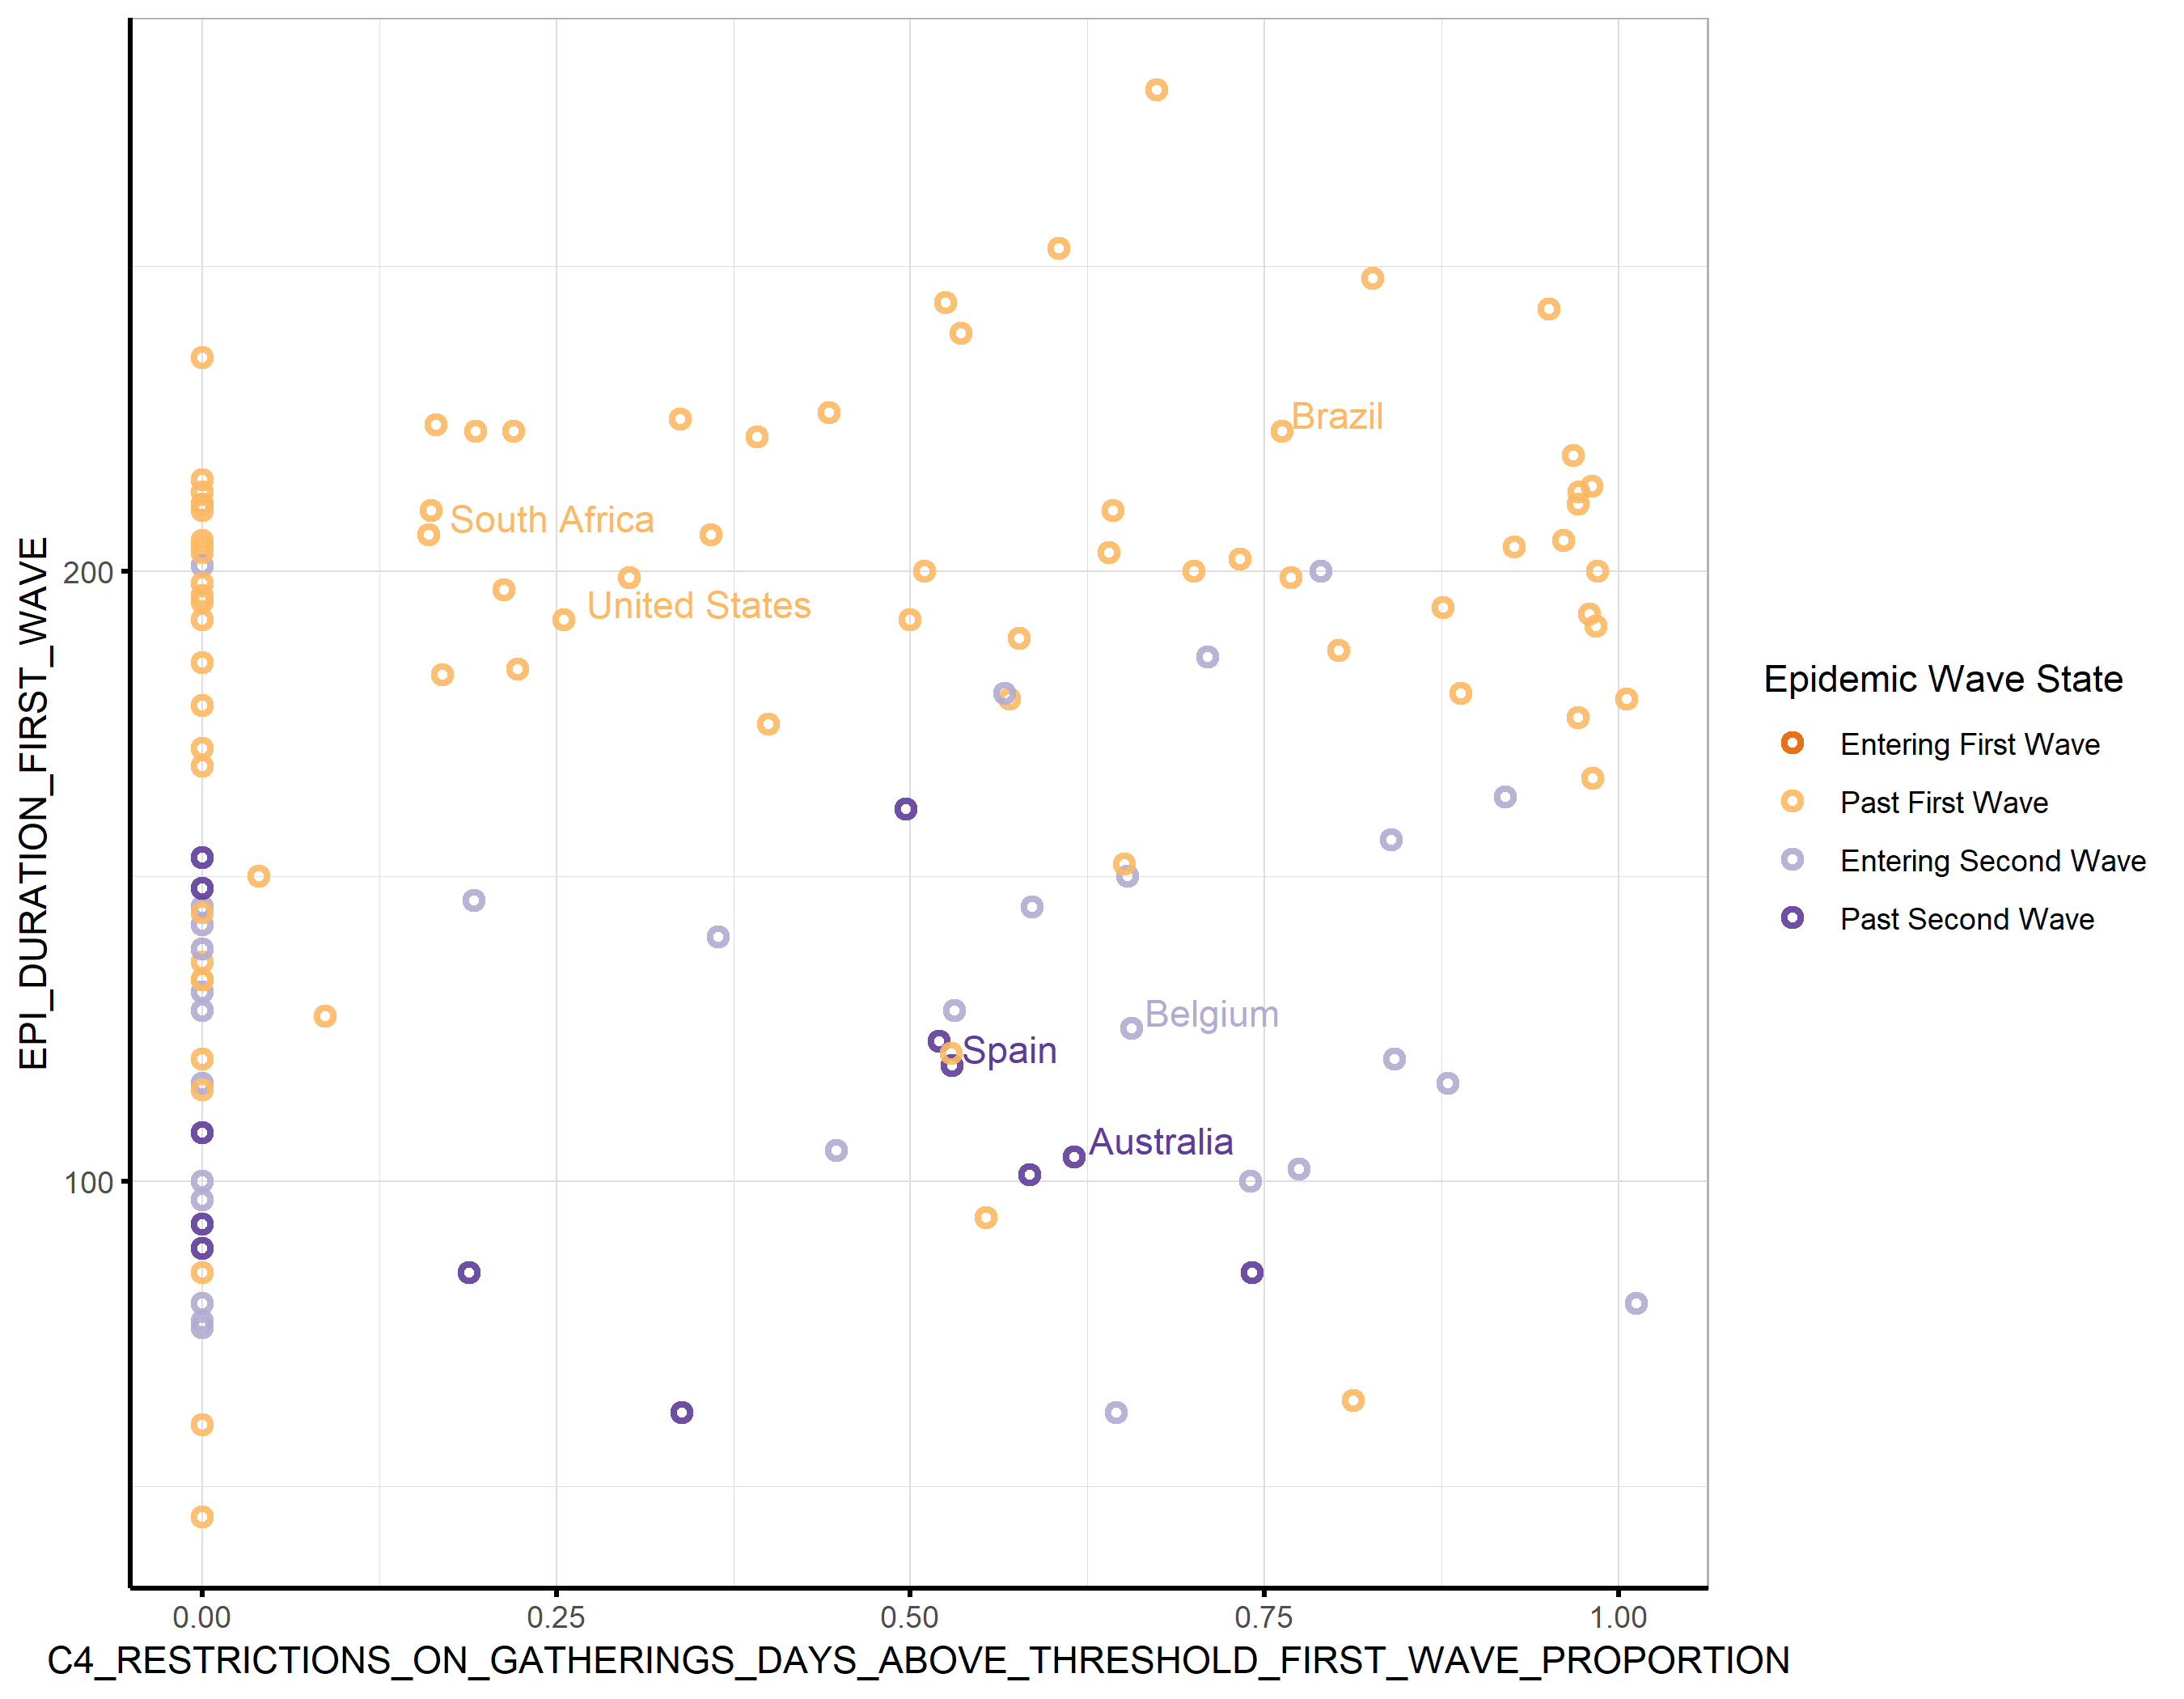 Brazil
South Africa
United States
Belgium
Spain
Australia
EPI_DURATION_FIRST_WAVE
200
100
0.00
0.25
0.50
0.75
1.00
C4_RESTRICTIONS_ON_GATHERINGS_DAYS_ABOVE_THRESHOLD_FIRST_WAVE_PROPORTION
Epidemic Wave State
Entering First Wave
Past First Wave
Entering Second Wave
Past Second Wave